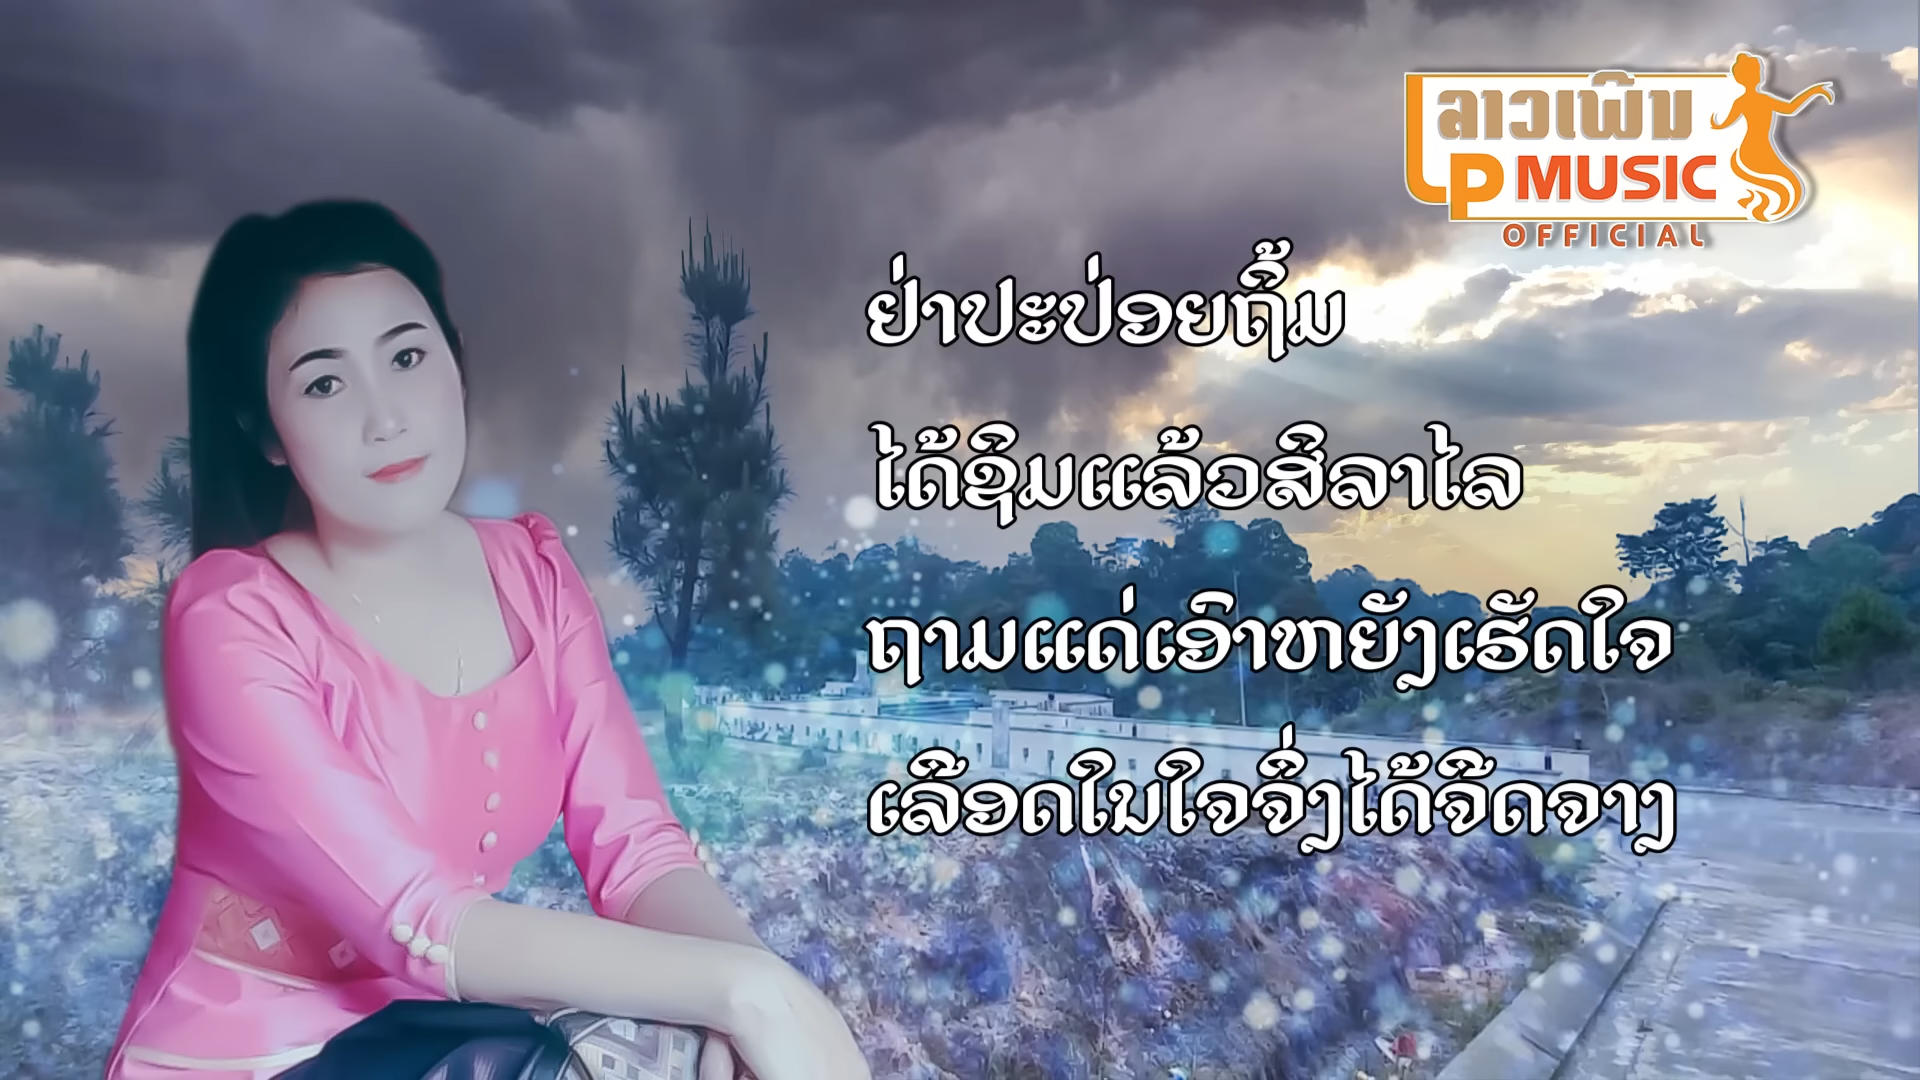 ລາວເພີນ
LP MUSIC
OFFICIAL
ຢ່າປະປ່ອຍຖິ້ມ
ໄດ້ຊິມແລ້ວສິລາໄລ
ຖາມແດ່ເອົາຫຍັງເຮັດໃຈ
ເລືອດໃນໃຈຈຶ່ງໄດ້ຈືດຈາງ